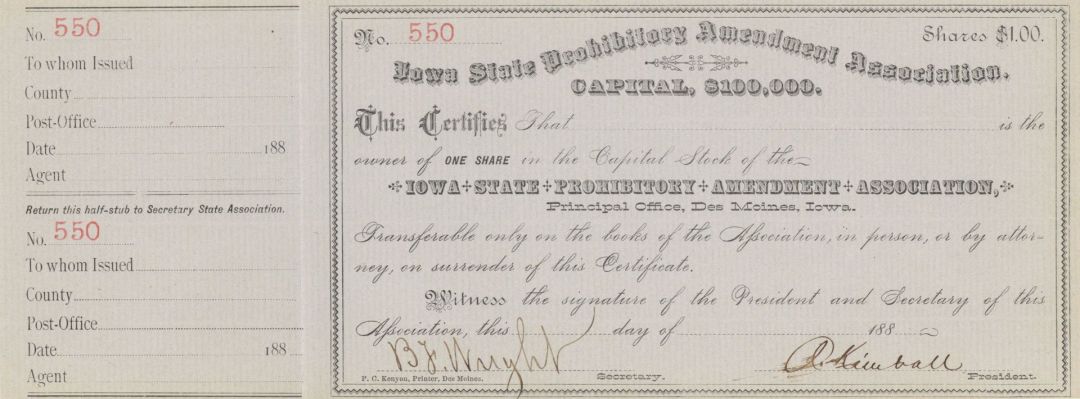 No. 550
To whom Issued
County
Post-Office
Date 188
Agent
Return this half-stub to Secretary State Association.
No. 550
To whom Issued
County
Post-Office
Date 188
Agent
No. 550
Shares $1.00.
Iowa State Prohibitory Amendment Association.
CAPITAL, $100,000.
This Certifies That is the
owner of ONE SHARE in the Capital Stock of the
IOWA STATE PROHIBITORY AMENDMENT ASSOCIATION,
Principal Office, Des Moines, Iowa.
Transferable only on the books of the Association, in person, or by attor-
ney, on surrender of this Certificate.
Witness the signature of the President and Secretary of this
Association, this day of 188
B. F. Wright Secretary.
Kimball President.
P. C. Kenyon, Printer, Des Moines.